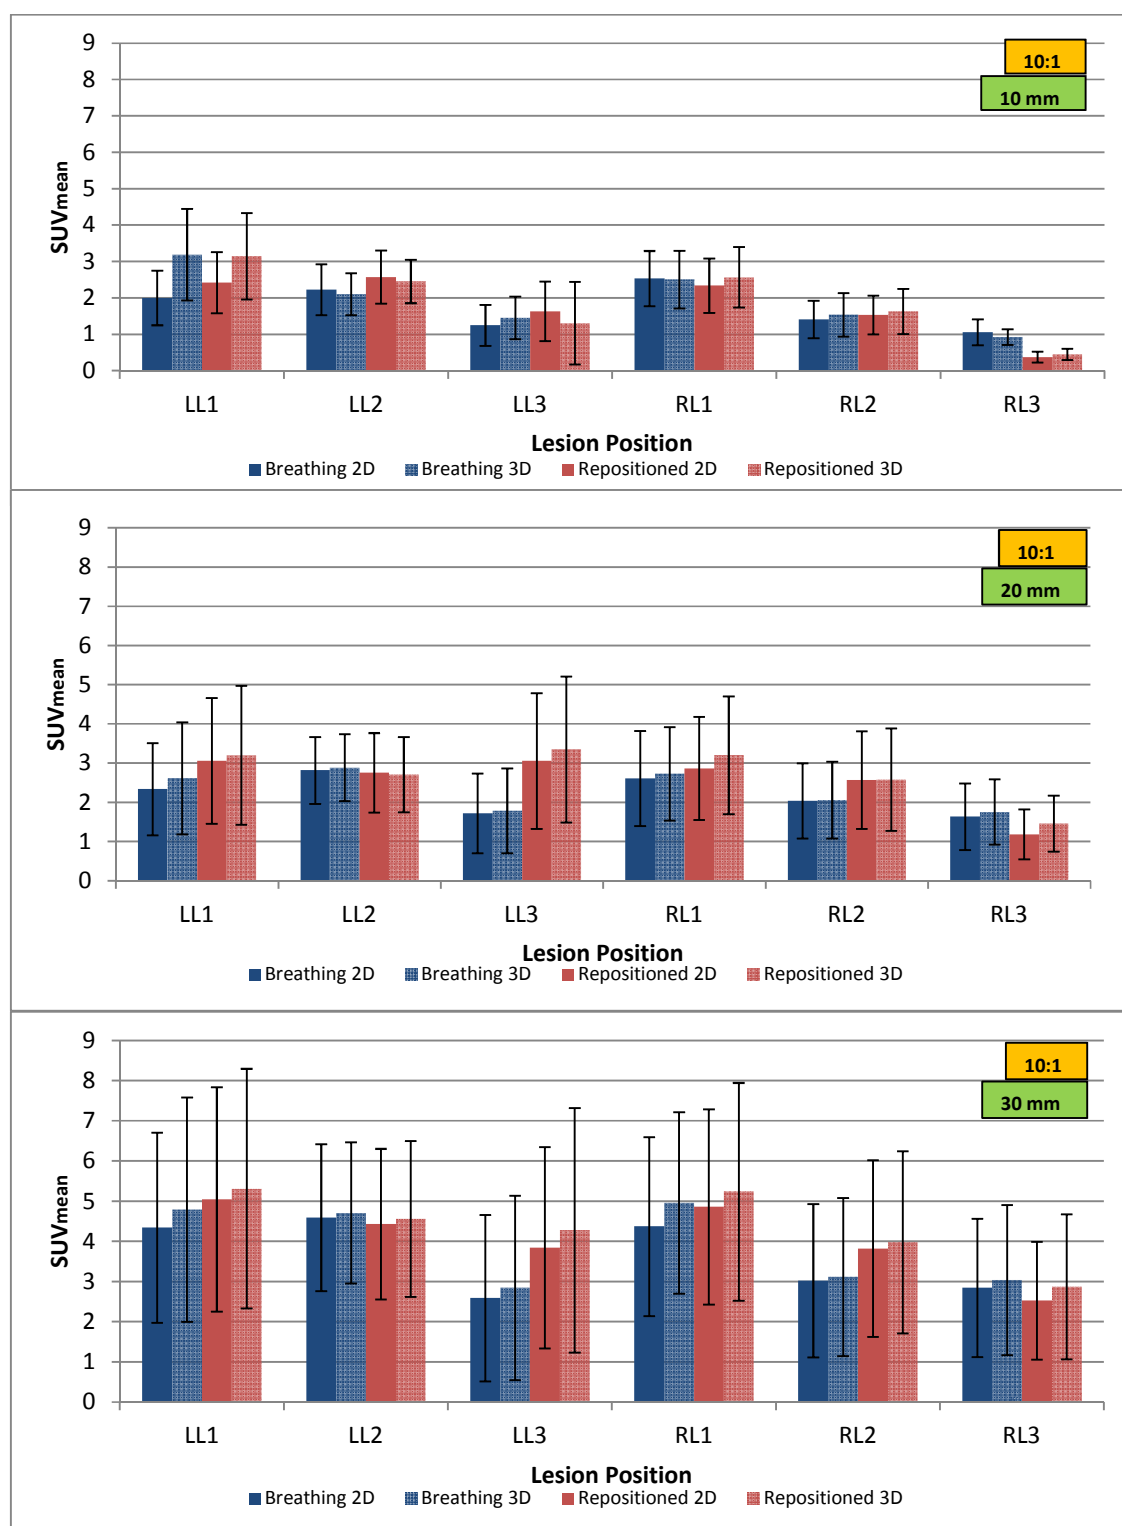 9
10:1
8
10 mm
7
6
5
4
3
2
1
0
SUVmean
LL1 LL2 LL3 RL1 RL2 RL3
Lesion Position
Breathing 2D Breathing 3D Repositioned 2D Repositioned 3D
9
10:1
8
20 mm
7
6
5
4
3
2
1
0
SUVmean
LL1 LL2 LL3 RL1 RL2 RL3
Lesion Position
Breathing 2D Breathing 3D Repositioned 2D Repositioned 3D
9
10:1
8
30 mm
7
6
5
4
3
2
1
0
SUVmean
LL1 LL2 LL3 RL1 RL2 RL3
Lesion Position
Breathing 2D Breathing 3D Repositioned 2D Repositioned 3D